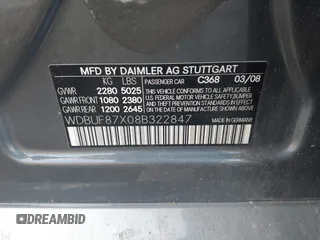 MFD BY DAIMLER AG STUTTGART
KG LBS
PASSENGER CAR C368 03/08
GVWR 2280 5025
GAWR FRONT 1080 2380
GAWR REAR 1200 2645
THIS VEHICLE CONFORMS TO ALL APPLICABLE
U.S. FEDERAL MOTOR VEHICLE SAFETY,
BUMPER, AND THEFT PREVENTION STANDARDS
IN EFFECT ON THE DATE OF
MANUFACTURE SHOWN ABOVE.
WDBUF87X08B322847
MADE IN GERMANY
DREAMBID
DREAMBID